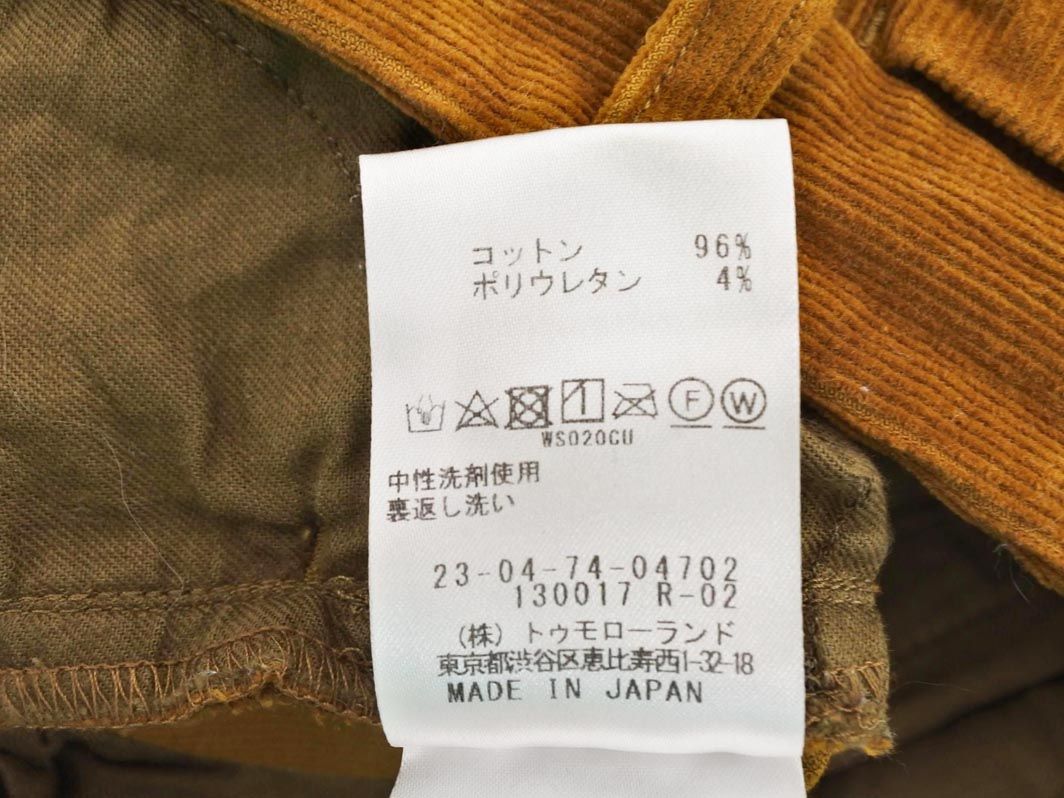 コットン 96%
ポリウレタン 4%
F W
WS020CU
中性洗剤使用
裏返し洗い
23-04-74-04702
130017 R-02
(株)トゥモローランド
東京都渋谷区恵比寿西1-32-18
MADE IN JAPAN